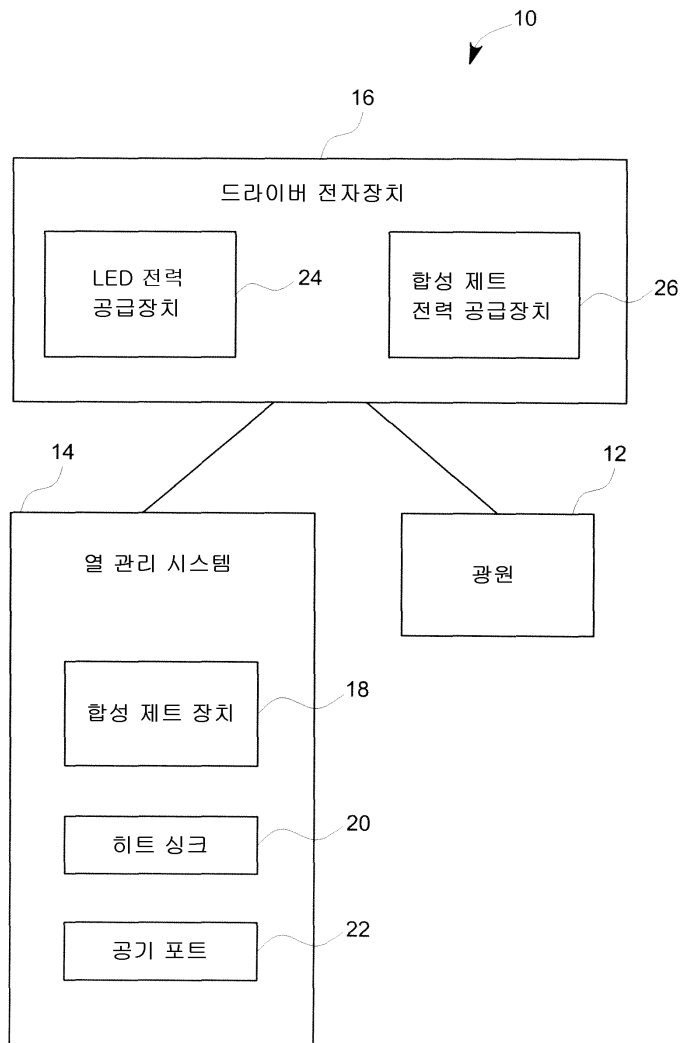 10
16
드라이버 전자장치
LED 전력
공급장치
24
합성 제트
전력 공급장치
26
14
열 관리 시스템
12
광원
합성 제트 장치
18
히트 싱크
20
공기 포트
22